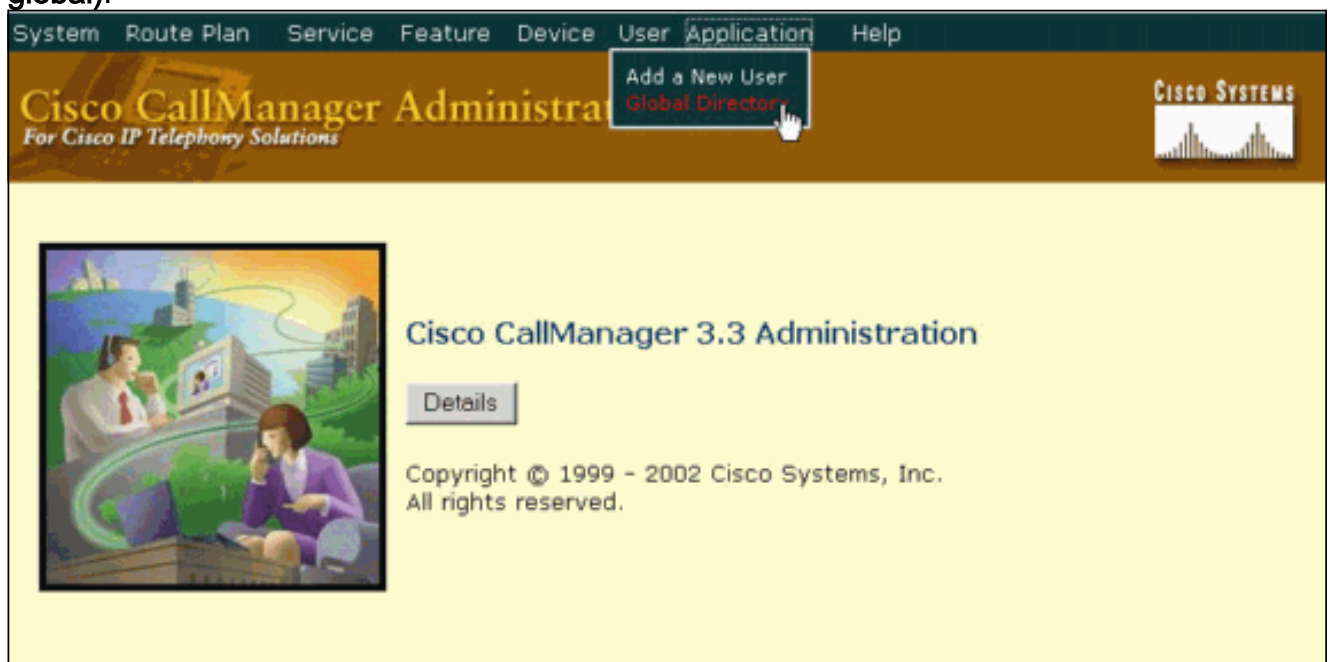 global).
System Route Plan Service Feature Device User Application Help
Add a New User
Global Directory
Cisco CallManager Administrat
For Cisco IP Telephony Solutions
CISCO SYSTEMS
Cisco CallManager 3.3 Administration
Details
Copyright © 1999 - 2002 Cisco Systems, Inc.
All rights reserved.